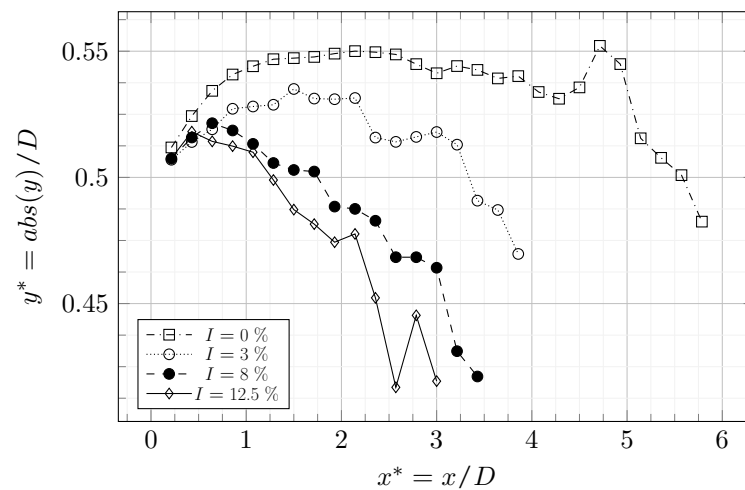 0.55
0.5
0.45
y* = abs(y)/D
I = 0 %
I = 3 %
I = 8 %
I = 12.5 %
0 1 2 3 4 5 6
x* = x/D